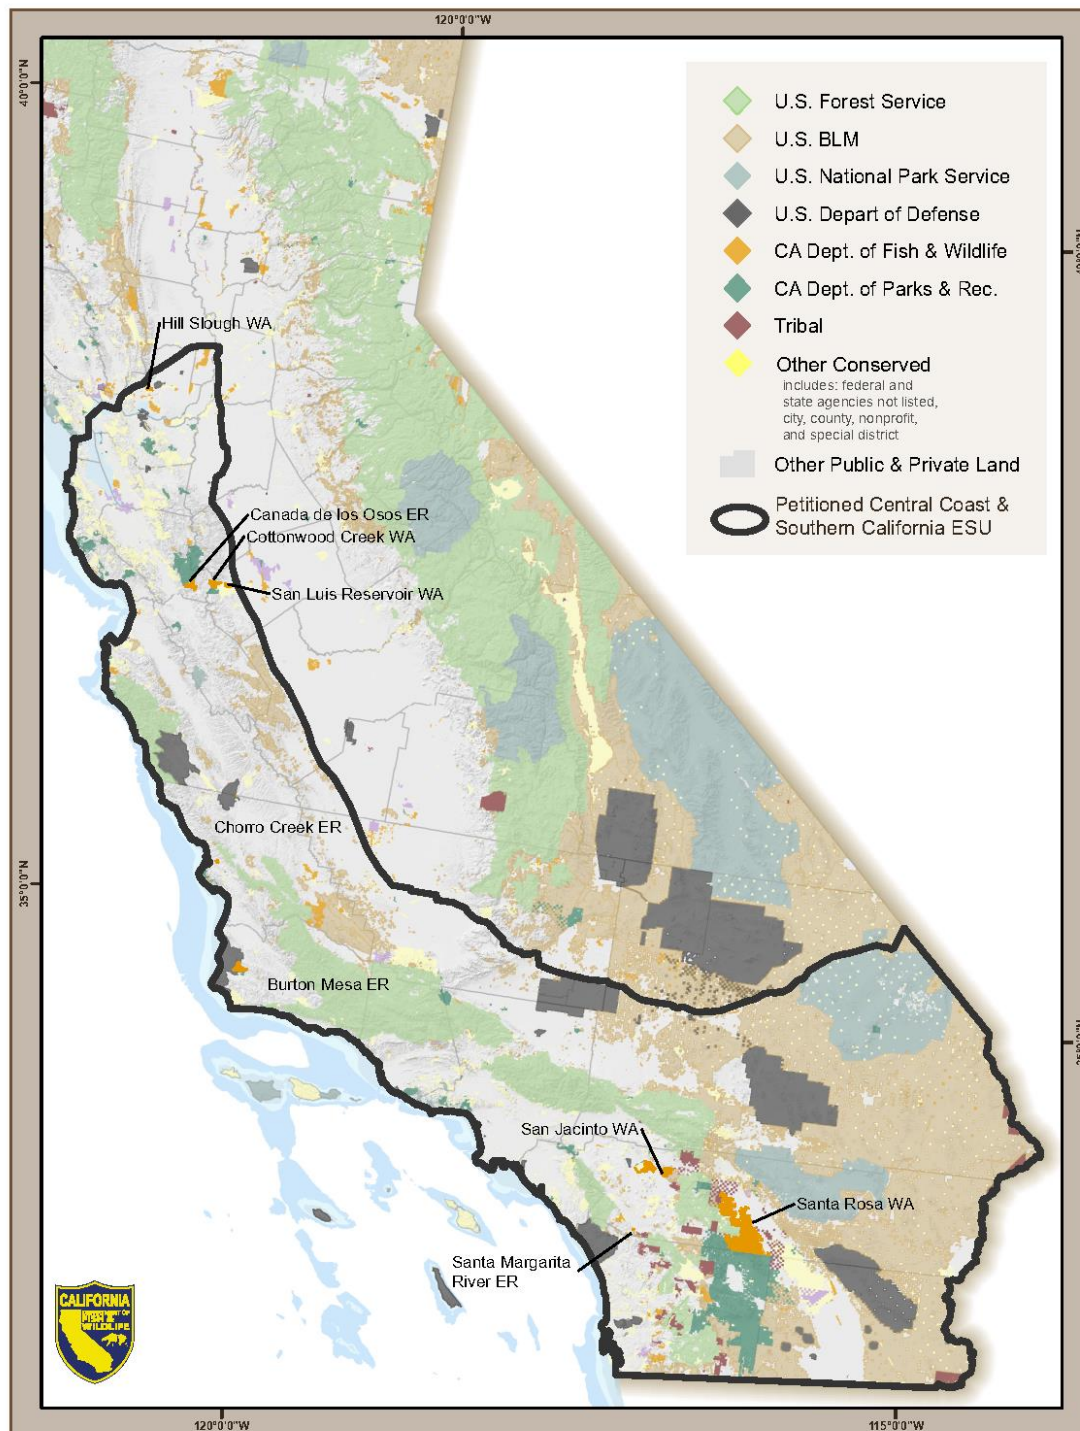 120°0'0"W
40°0'0"N
U.S. Forest Service
U.S. BLM
U.S. National Park Service
U.S. Depart of Defense
CA Dept. of Fish & Wildlife
CA Dept. of Parks & Rec.
Tribal
Other Conserved
includes: federal and
state agencies not listed,
city, county, nonprofit,
and special district
Other Public & Private Land
Petitioned Central Coast &
Southern California ESU
Hill Slough WA
Canada de los Osos ER
Cottonwood Creek WA
San Luis Reservoir WA
Chorro Creek ER
35°0'0"N
Burton Mesa ER
San Jacinto WA
Santa Rosa WA
Santa Margarita
River ER
CALIFORNIA
WILDLIFE
120°0'0"W
115°0'0"W